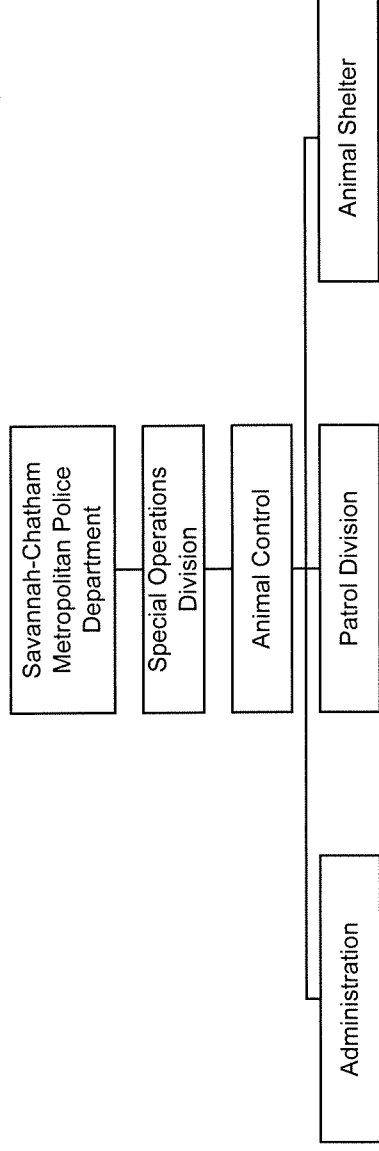 Savannah-Chatham
Metropolitan Police
Department
Special Operations
Division
Animal Control
Administration
Patrol Division
Animal Shelter